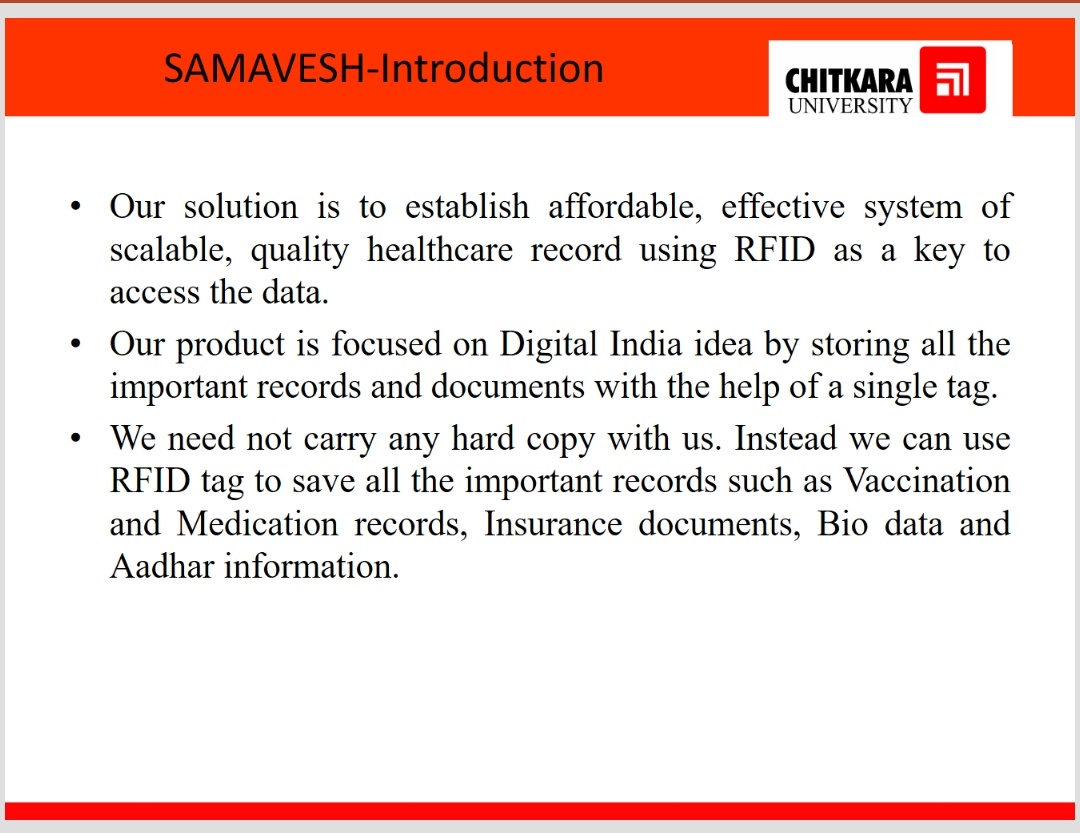 SAMAVESH-Introduction
CHITKARA
UNIVERSITY
• Our solution is to establish affordable, effective system of
scalable, quality healthcare record using RFID as a key to
access the data.
• Our product is focused on Digital India idea by storing all the
important records and documents with the help of a single tag.
• We need not carry any hard copy with us. Instead we can use
RFID tag to save all the important records such as Vaccination
and Medication records, Insurance documents, Bio data and
Aadhar information.